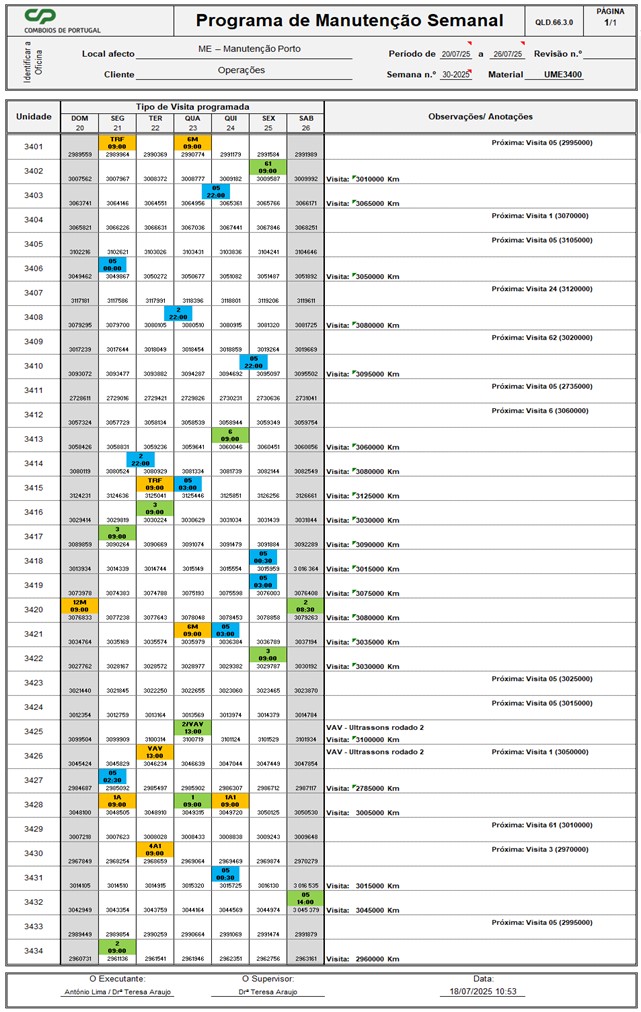 CP
COMBOIOS DE PORTUGAL
Programa de Manutenção Semanal
QLD.66.3.0
PÁGINA
1/1
Identificar a Oficina
Local afecto ME – Manutenção Porto Período de 20/07/25 a 26/07/25 Revisão n.º
Cliente Operações Semana n.º 30-2025 Material UME3400
Unidade Tipo de Visita programada Observações/ Anotações
DOM SEG TER QUA QUI SEX SAB
20 21 22 23 24 25 26
3401 TRF 09:00 6M 09:00 Próxima: Visita 05 (2995000)
2989559 2989964 2990369 2990774 2991179 2991584 2991989
3402 61 09:00
3007562 3007967 3008372 3008777 3009182 3009587 3009992 Visita: 3010000 Km
3403 05 22:00
3063741 3064146 3064551 3064956 3065361 3065766 3066171 Visita: 3065000 Km
3404 Próxima: Visita 1 (3070000)
3065821 3066226 3066631 3067036 3067441 3067846 3068251
3405 Próxima: Visita 05 (3105000)
3102216 3102621 3103026 3103431 3103836 3104241 3104646
3406 05 00:00
3049462 3049867 3050272 3050677 3051082 3051487 3051892 Visita: 3050000 Km
3407 Próxima: Visita 24 (3120000)
3117181 3117586 3117991 3118396 3118801 3119206 3119611
3408 2 22:00
3079295 3079700 3080105 3080510 3080915 3081320 3081725 Visita: 3080000 Km
3409 Próxima: Visita 62 (3020000)
3017239 3017644 3018049 3018454 3018859 3019264 3019669
3410 05 22:00
3093072 3093477 3093882 3094287 3094692 3095097 3095502 Visita: 3095000 Km
3411 Próxima: Visita 05 (2735000)
2728611 2729016 2729421 2729826 2730231 2730636 2731041
3412 Próxima: Visita 6 (3060000)
3057324 3057729 3058134 3058539 3058944 3059349 3059754
3413 6 09:00
3058426 3058831 3059236 3059641 3060046 3060451 3060856 Visita: 3060000 Km
3414 2 22:00
3080119 3080524 3080929 3081334 3081739 3082144 3082549 Visita: 3080000 Km
3415 TRF 09:00 05 03:00
3124231 3124636 3125041 3125446 3125851 3126256 3126661 Visita: 3125000 Km
3416 3 09:00
3029414 3029819 3030224 3030629 3031034 3031439 3031844 Visita: 3030000 Km
3417 3 09:00
3089859 3090264 3090669 3091074 3091479 3091884 3092289 Visita: 3090000 Km
3418 05 00:30
3013934 3014339 3014744 3015149 3015554 3015959 3 016 364 Visita: 3015000 Km
3419 05 03:00
3073978 3074383 3074788 3075193 3075598 3076003 3076408 Visita: 3075000 Km
3420 12M 09:00 2 08:30
3076833 3077238 3077643 3078048 3078453 3078858 3079263 Visita: 3080000 Km
3421 6M 09:00 05 03:00
3034764 3035169 3035574 3035979 3036384 3036789 3037194 Visita: 3035000 Km
3422 3 09:00
3027762 3028167 3028572 3028977 3029382 3029787 3030192 Visita: 3030000 Km
3423 Próxima: Visita 05 (3025000)
3021440 3021845 3022250 3022655 3023060 3023465 3023870
3424 Próxima: Visita 05 (3015000)
3012354 3012759 3013164 3013569 3013974 3014379 3014784
3425 2/VAV 13:00 VAV - Ultrassons rodado 2
3099504 3099909 3100314 3100719 3101124 3101529 3101934 Visita: 3100000 Km
3426 VAV 13:00 VAV - Ultrassons rodado 2 Próxima: Visita 1 (3050000)
3045424 3045829 3046234 3046639 3047044 3047449 3047854
3427 05 02:30
2984687 2985092 2985497 2985902 2986307 2986712 2987117 Visita: 2785000 Km
3428 1A 09:00 1 09:00 1A1 09:00
3048100 3048505 3048910 3049315 3049720 3050125 3050530 Visita: 3005000 Km
3429 Próxima: Visita 61 (3010000)
3007218 3007623 3008028 3008433 3008838 3009243 3009648
3430 4A1 09:00 Próxima: Visita 3 (2970000)
2967849 2968254 2968659 2969064 2969469 2969874 2970279
3431 05 00:30
3014105 3014510 3014915 3015320 3015725 3016130 3 016 535 Visita: 3015000 Km
3432 05 14:00
3042949 3043354 3043759 3044164 3044569 3044974 3 045 379 Visita: 3045000 Km
3433 Próxima: Visita 05 (2995000)
2989449 2989854 2990259 2990664 2991069 2991474 2991879
3434 2 09:00
2960731 2961136 2961541 2961946 2962351 2962756 2963161 Visita: 2960000 Km
O Executante: O Supervisor: Data:
António Lima / Drª Teresa Araujo Drª Teresa Araujo 18/07/2025 10:53